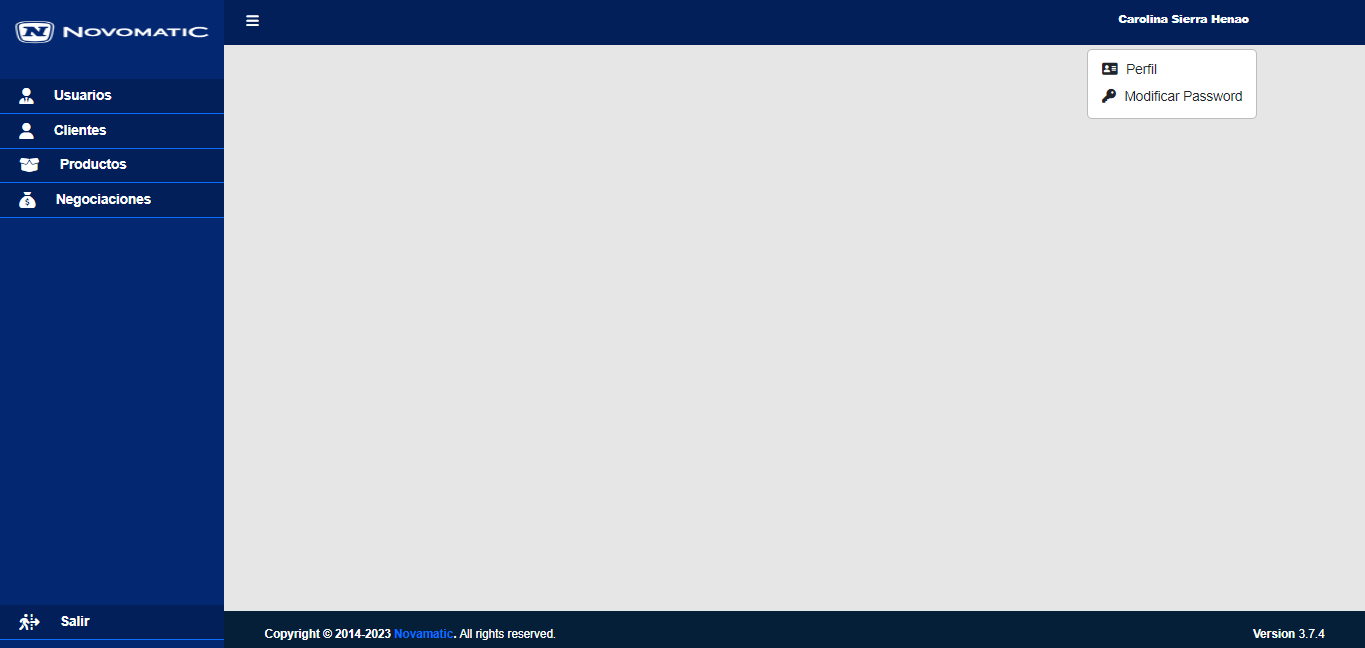 NOVOMATIC
Carolina Sierra Henao
Perfil
Modificar Password
Usuarios
Clientes
Productos
Negociaciones
Salir
Copyright © 2014-2023 Novamatic. All rights reserved.
Version 3.7.4